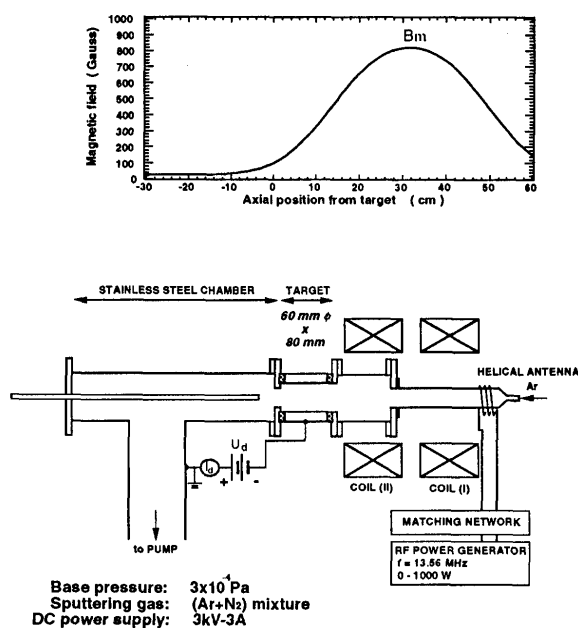 Magnetic field ( Gauss)
1000
900
800
700
600
500
400
300
200
100
0
Bm
-30 -20 -10 0 10 20 30 40 50 60
Axial position from target ( cm)
STAINLESS STEEL CHAMBER
TARGET
60 mm φ
x
80 mm
HELICAL ANTENNA
Ar
Ud
Id
+ -
COIL (II) COIL (I)
to PUMP
MATCHING NETWORK
RF POWER GENERATOR
f = 13.56 MHz
0 - 1000 W
Base pressure: 3x10⁻⁴Pa
Sputtering gas: (Ar+N₂) mixture
DC power supply: 3kV-3A